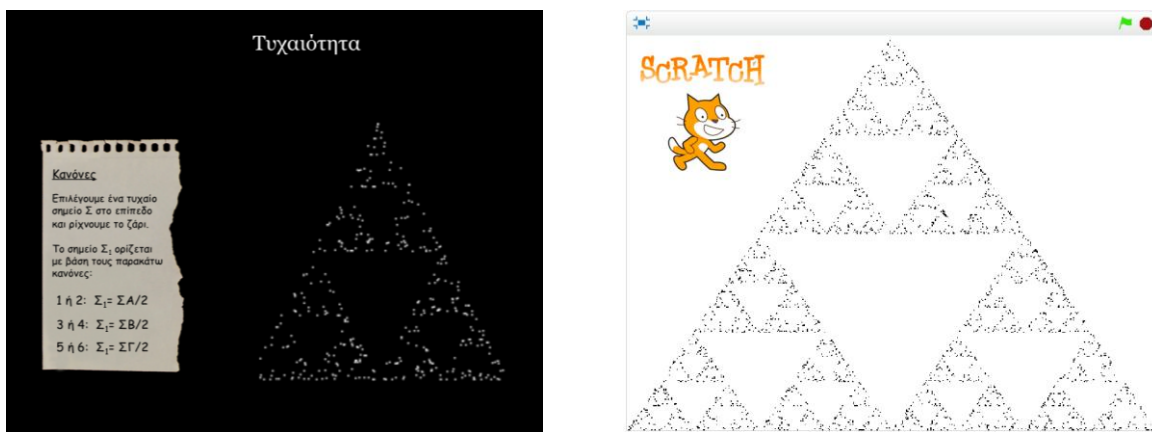 Τυχαιότητα
Κανόνες
Επιλέγουμε ένα τυχαίο
σημείο Σ στο επίπεδο
και ρίχνουμε το ζάρι.
Το σημείο Σ₁ ορίζεται
με βάση τους παρακάτω
κανόνες:
1 ή 2: Σ₁= ΣΑ/2
3 ή 4: Σ₁= ΣΒ/2
5 ή 6: Σ₁= ΣΓ/2
SCRATCH